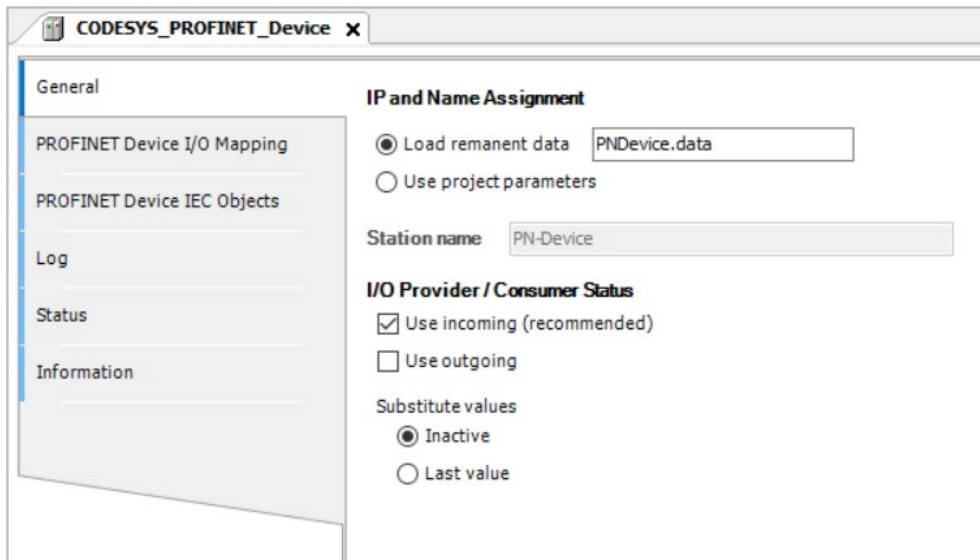 CODESYS_PROFINET_Device
General
PROFINET Device I/O Mapping
PROFINET Device IEC Objects
Log
Status
Information
IP and Name Assignment
Load remanent data PNDevice.data
Use project parameters
Station name PN-Device
I/O Provider / Consumer Status
Use incoming (recommended)
Use outgoing
Substitute values
Inactive
Last value